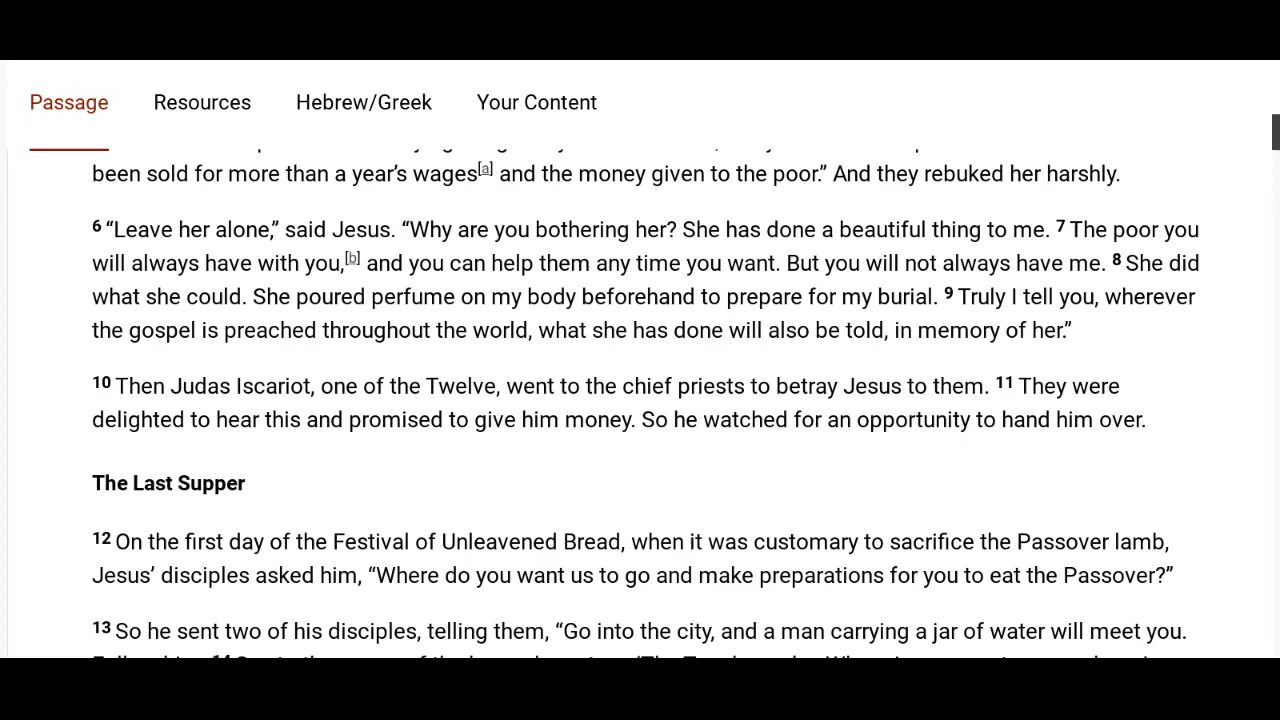 Passage Resources Hebrew/Greek Your Content
been sold for more than a year’s wages[a] and the money given to the poor.” And they rebuked her harshly.
6 “Leave her alone,” said Jesus. “Why are you bothering her? She has done a beautiful thing to me. 7 The poor you
will always have with you,[b] and you can help them any time you want. But you will not always have me. 8 She did
what she could. She poured perfume on my body beforehand to prepare for my burial. 9 Truly I tell you, wherever
the gospel is preached throughout the world, what she has done will also be told, in memory of her.”
10 Then Judas Iscariot, one of the Twelve, went to the chief priests to betray Jesus to them. 11 They were
delighted to hear this and promised to give him money. So he watched for an opportunity to hand him over.
The Last Supper
12 On the first day of the Festival of Unleavened Bread, when it was customary to sacrifice the Passover lamb,
Jesus’ disciples asked him, “Where do you want us to go and make preparations for you to eat the Passover?”
13 So he sent two of his disciples, telling them, “Go into the city, and a man carrying a jar of water will meet you.